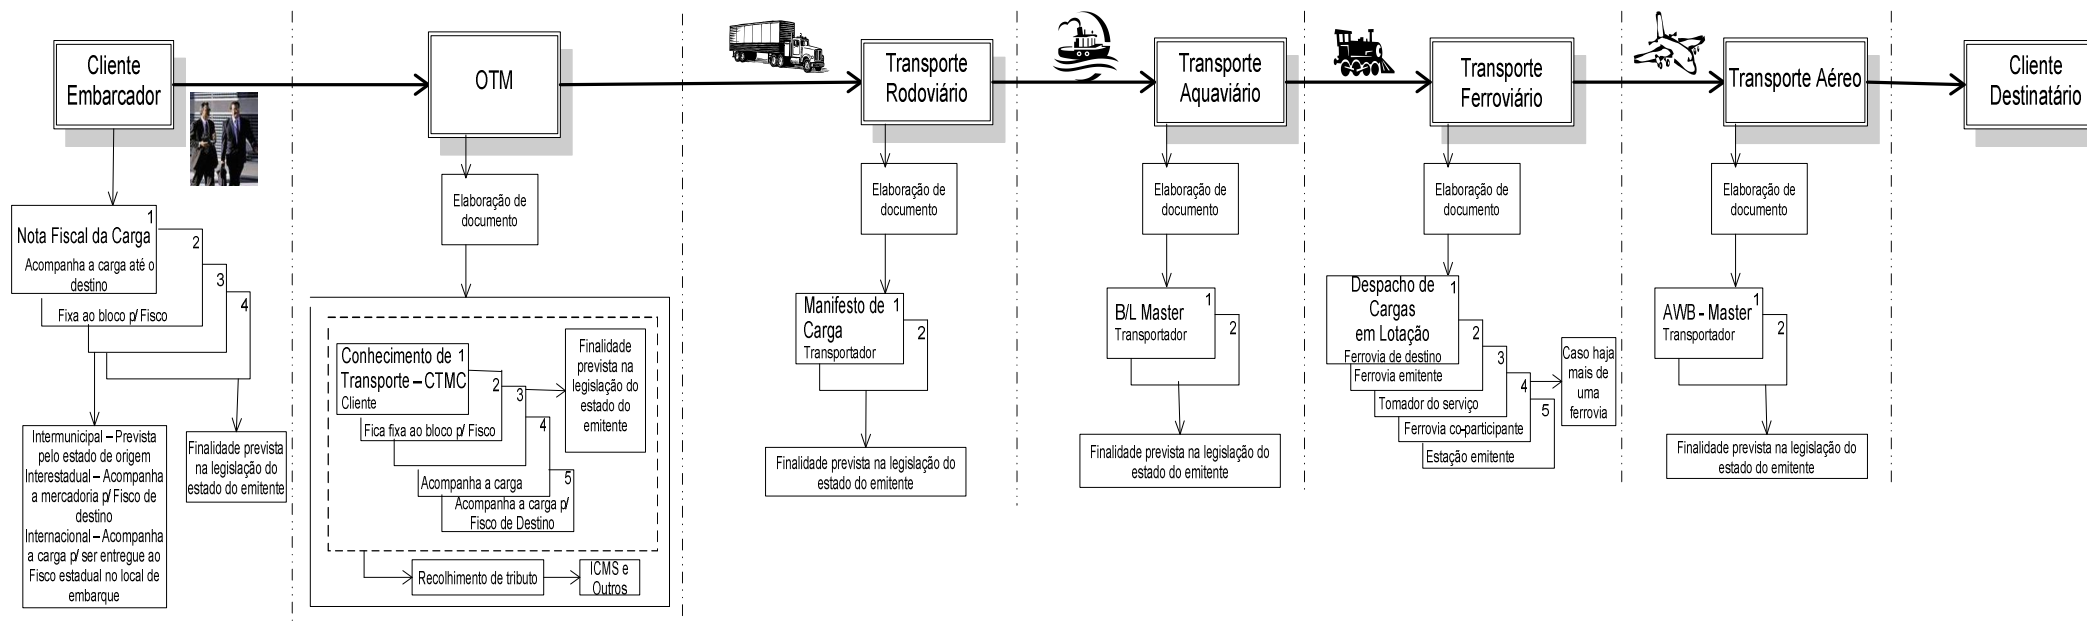 Cliente
Embarcador
OTM
Transporte
Rodoviário
Transporte
Aquaviário
Transporte
Ferroviário
Transporte Aéreo
Cliente
Destinatário
1
Nota Fiscal da Carga
Acompanha a carga até o
destino
2
Fixa ao bloco p/ Fisco
3
4
Intermunicipal – Prevista
pelo estado de origem
Interestadual – Acompanha
a mercadoria p/ Fisco de
destino
Internacional – Acompanha
a carga p/ ser entregue ao
Fisco estadual no local de
embarque
Finalidade prevista
na legislação do
estado do emitente
Elaboração de
documento
Conhecimento de 1
Transporte – CTMC
Cliente
2
Fica fixa ao bloco p/ Fisco
3
Finalidade
prevista na
legislação do
estado do
emitente
4
Acompanha a carga
5
Acompanha a carga p/
Fisco de Destino
Recolhimento de tributo
ICMS e
Outros
Elaboração de
documento
Manifesto de 1
Carga
Transportador
2
Finalidade prevista na legislação do
estado do emitente
Elaboração de
documento
1
B/L Master
Transportador
2
Finalidade prevista na legislação do
estado do emitente
Elaboração de
documento
Despacho de 1
Cargas
em Lotação
Ferrovia de destino
2
Ferrovia emitente
3
Tomador do serviço
4
Ferrovia co-participante
5
Estação emitente
Caso haja
mais de
uma
ferrovia
Elaboração de
documento
1
AWB - Master
Transportador
2
Finalidade prevista na legislação do
estado do emitente